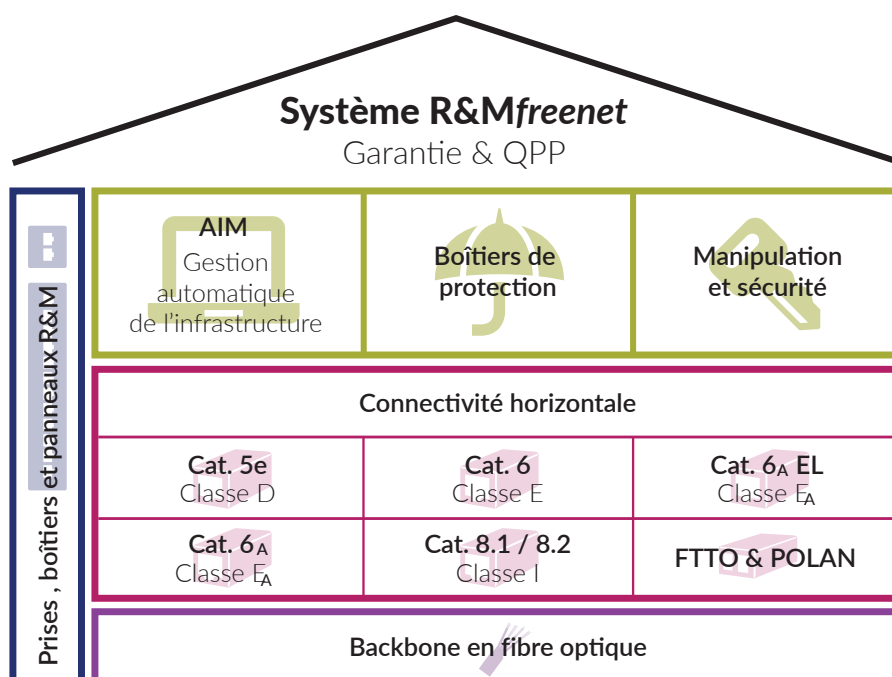 Système R&Mfreenet
Garantie & QPP
Prises , boîtiers et panneaux R&M
AIM
Gestion
automatique
de l'infrastructure
Boîtiers de
protection
Manipulation
et sécurité
Connectivité horizontale
Cat. 5e
Classe D
Cat. 6
Classe E
Cat. 6A EL
Classe EA
Cat. 6A
Classe EA
Cat. 8.1 / 8.2
Classe I
FTTO & POLAN
Backbone en fibre optique